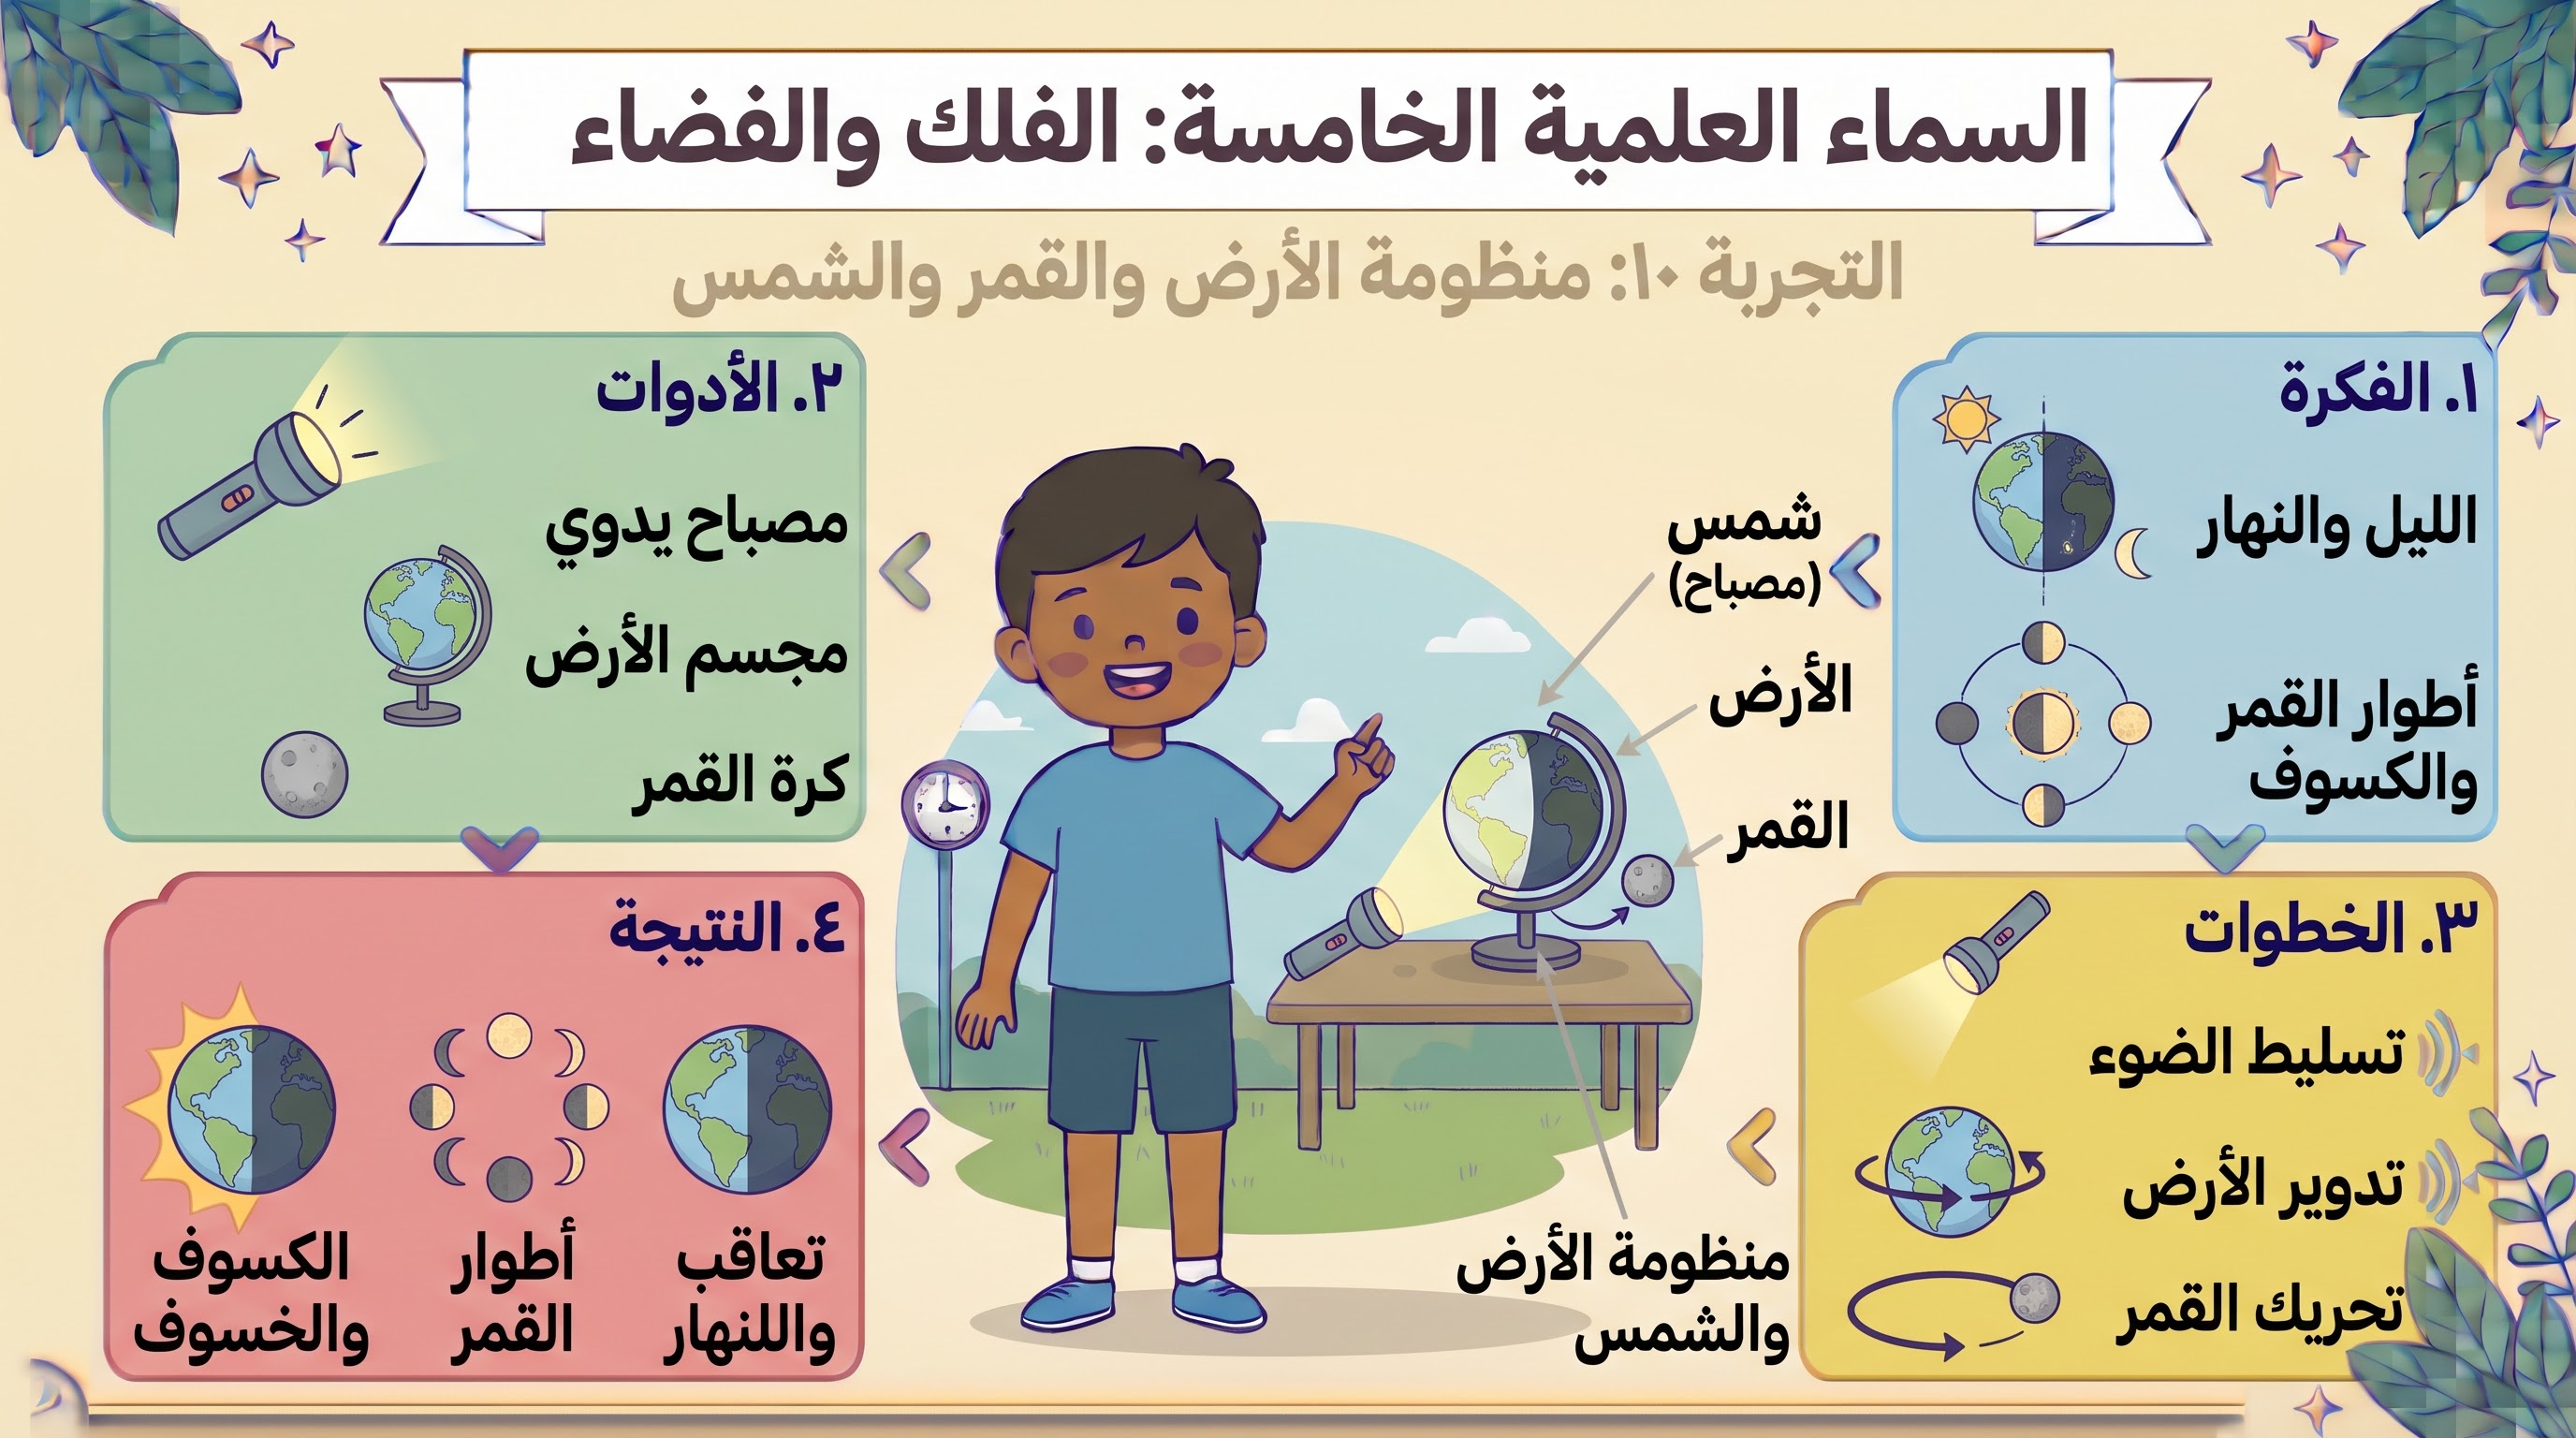 السماء العلمية الخامسة: الفلك والفضاء
التجربة ١٠: منظومة الأرض والقمر والشمس
١. الفكرة
الليل والنهار
أطوار القمر
والكسوف
٢. الأدوات
مصباح يدوي
مجسم الأرض
كرة القمر
شمس
(مصباح)
الأرض
القمر
منظومة الأرض
والشمس
٣. الخطوات
تسليط الضوء
تدوير الأرض
تحريك القمر
٤. النتيجة
تعاقب
واللنهار
أطوار
القمر
الكسوف
والخسوف